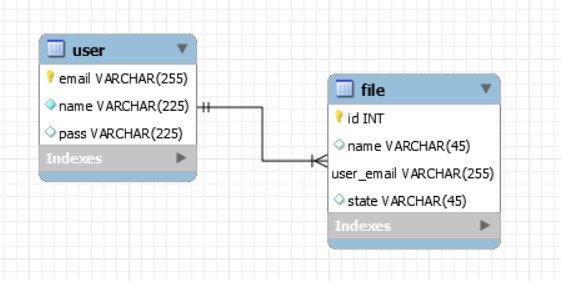 user
email VARCHAR(255)
name VARCHAR(225)
pass VARCHAR(225)
Indexes
file
id INT
name VARCHAR(45)
user_email VARCHAR(255)
state VARCHAR(45)
Indexes